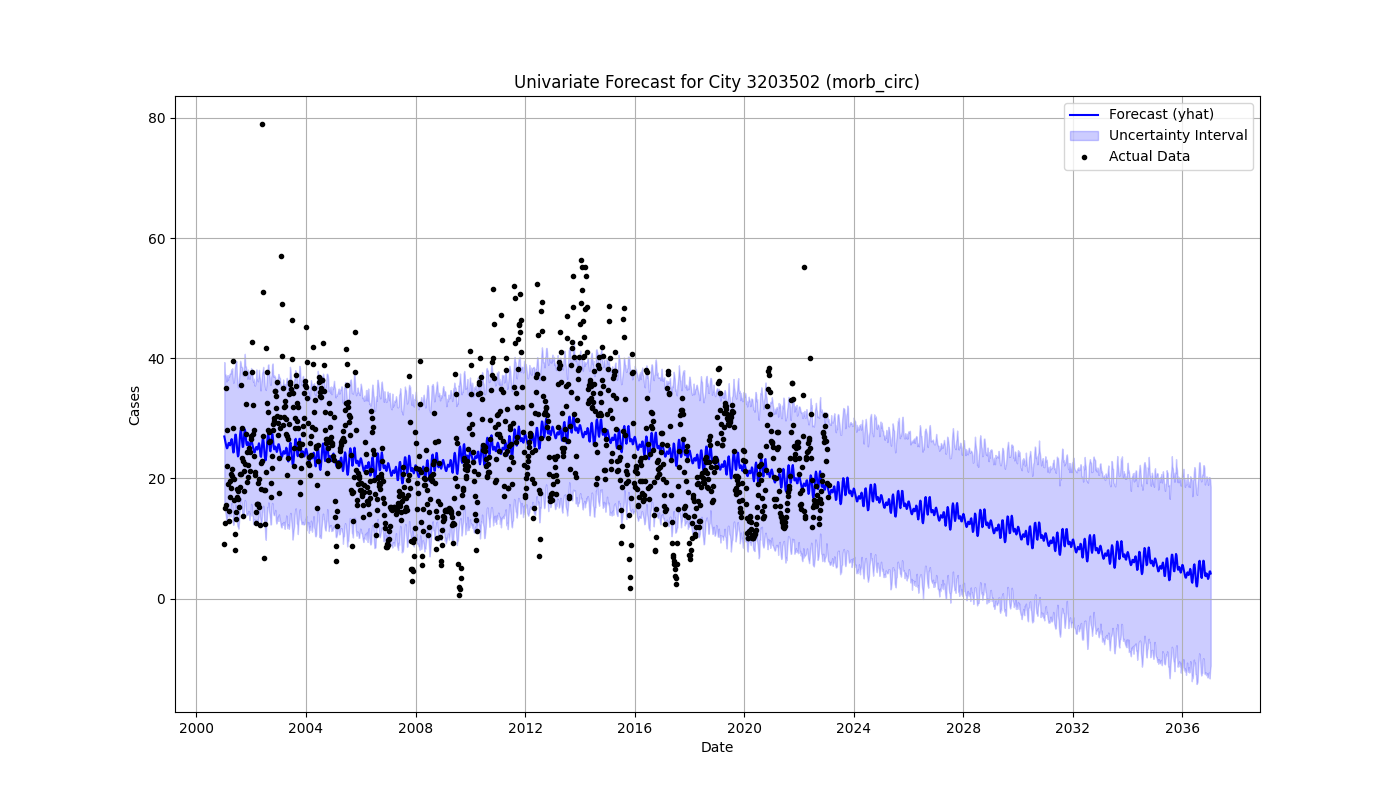 Univariate Forecast for City 3203502 (morb_circ)
Forecast (yhat)
Uncertainty Interval
Actual Data
Cases
80
60
40
20
0
2000 2004 2008 2012 2016 2020 2024 2028 2032 2036
Date